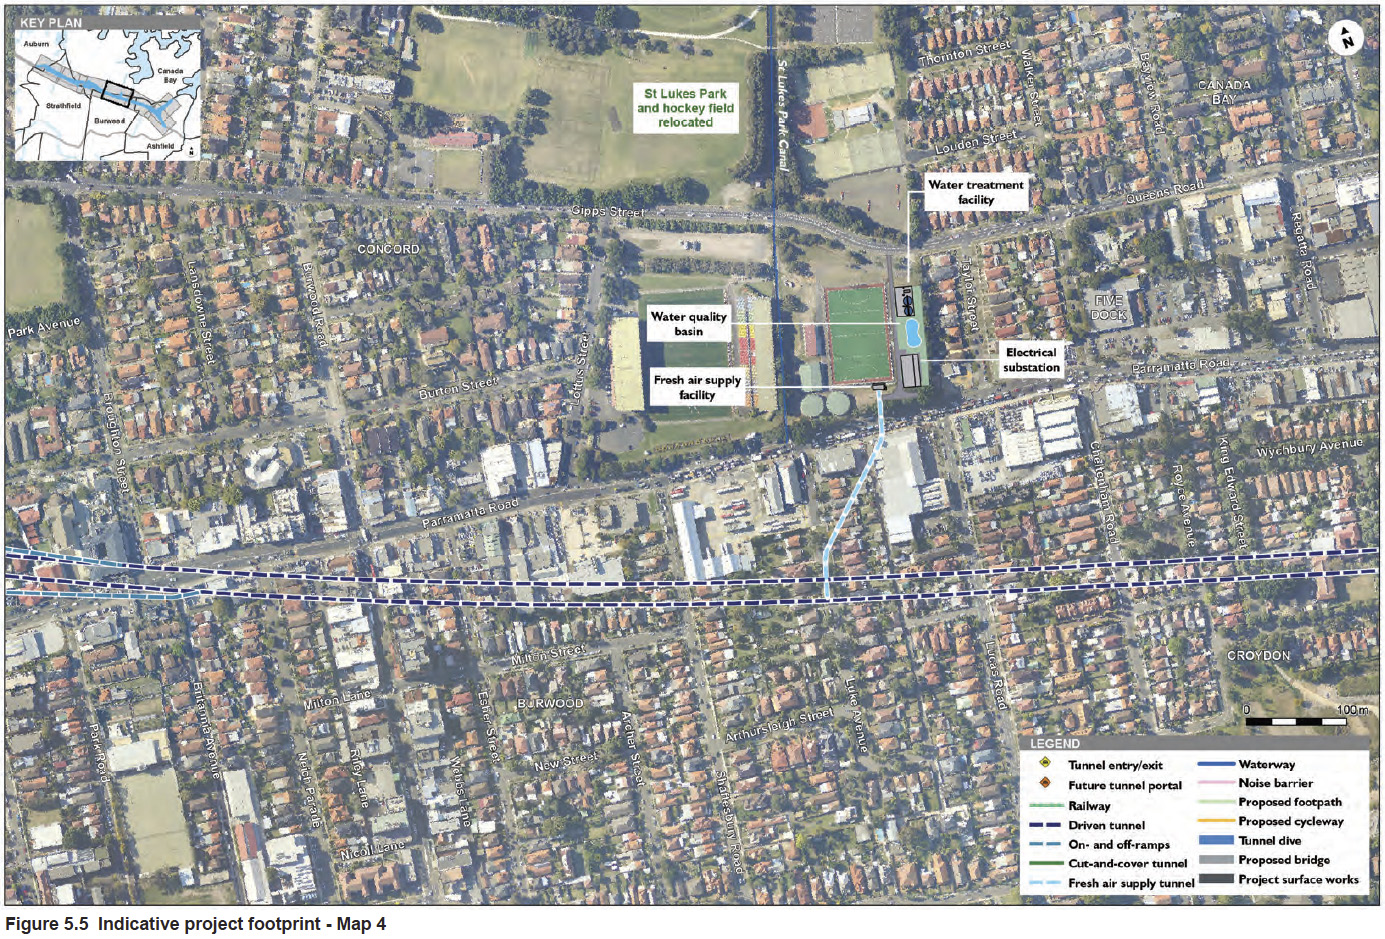 KEY PLAN
Auburn
Canada
Bay
Strathfield
Burwood
Ashfield
N
N
St Lukes Park
and hockey field
relocated
St Lukes Park Canal
Thornton Street
Walker Street
Bayview Road
CANADA
BAY
Louden Street
Water treatment
facility
Queens Road
Regatta Road
Gipps Street
CONCORD
Lansdowne Street
Burwood Road
Taylor Street
FIVE
DOCK
Park Avenue
Water quality
basin
Electrical
substation
Parramatta Road
Loftus Street
Burton Street
Fresh air supply
facility
Broughton Street
Parramatta Road
Cheltenham Road
Royce Avenue
King Edward Street
Wychbury Avenue
Milton Street
Lucas Road
CROYDON
Park Road
Britannia Avenue
Milton Lane
Neich Parade
Riley Lane
Webbs Lane
Esher Street
BURWOOD
New Street
Archer Street
Shaftesbury Road
Arthursleigh Street
Luke Avenue
Nicoll Lane
0 100 m
LEGEND
Tunnel entry/exit
Future tunnel portal
Railway
Driven tunnel
On- and off-ramps
Cut-and-cover tunnel
Fresh air supply tunnel
Waterway
Noise barrier
Proposed footpath
Proposed cycleway
Tunnel dive
Proposed bridge
Project surface works
Figure 5.5 Indicative project footprint - Map 4